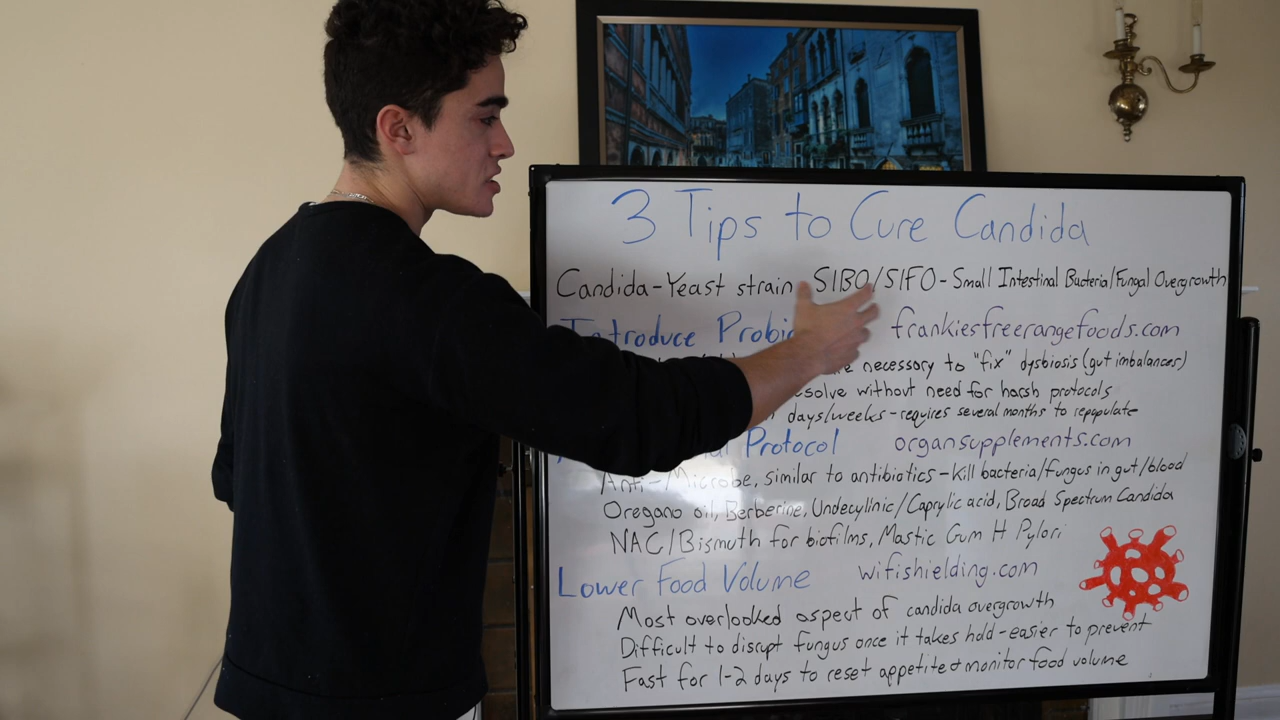 3 Tips to Cure Candida
Candida-Yeast strain SIBO/SIFO-Small Intestinal Bacteria/Fungal Overgrowth
Introduce frankiesfreerangefoods.com
necessary to "fix" dysbiosis (gut imbalances)
without need for harsh protocols
days/weeks-requires several months to repopulate
Protocol organsupplements.com
Anti-Microbe, similar to antibiotics-Kill bacteria/fungus in gut/blood
Oregano oil, Berberine, Undecylinic/Caprylic acid, Broad Spectrum Candida
NAC/Bismuth for biofilms, Mastic Gum H Pylori
Lower Food Volume wifishielding.com
Most overlooked aspect of candida overgrowth
Difficult to disrupt fungus once it takes hold-easier to prevent
Fast for 1-2 days to reset appetite+monitor food volume